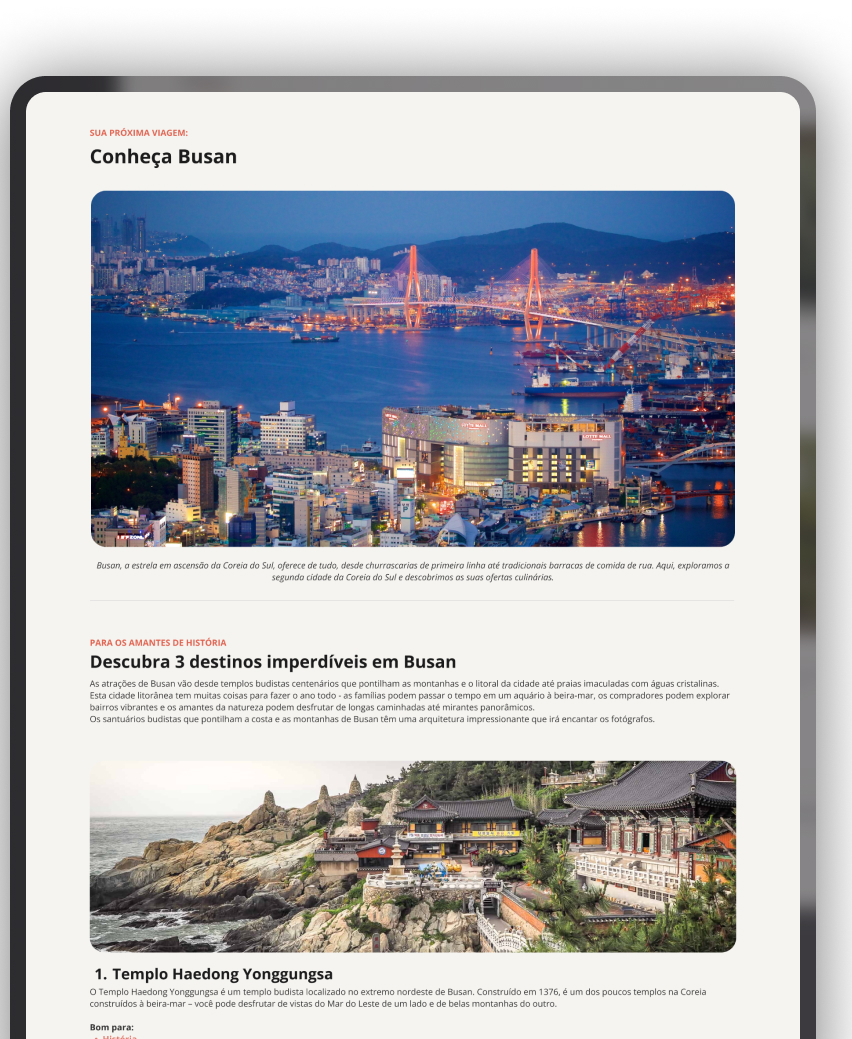 SUA PRÓXIMA VIAGEM:
Conheça Busan
LOTTE MALL
LOTTE MALL
Busan, a estrela em ascensão da Coreia do Sul, oferece de tudo, desde churrascarias de primeira linha até tradicionais barracas de comida de rua. Aqui, exploramos a
segunda cidade da Coreia do Sul e descobrimos as suas ofertas culinárias.
PARA OS AMANTES DE HISTÓRIA
Descubra 3 destinos imperdíveis em Busan
As atrações de Busan vão desde templos budistas centenários que pontilham as montanhas e o litoral da cidade até praias imaculadas com águas cristalinas.
Esta cidade litorânea tem muitas coisas para fazer o ano todo - as famílias podem passar o tempo em um aquário à beira-mar, os compradores podem explorar
bairros vibrantes e os amantes da natureza podem desfrutar de longas caminhadas até mirantes panorâmicos.
Os santuários budistas que pontilham a costa e as montanhas de Busan têm uma arquitetura impressionante que irá encantar os fotógrafos.
1. Templo Haedong Yonggungsa
O Templo Haedong Yonggungsa é um templo budista localizado no extremo nordeste de Busan. Construído em 1376, é um dos poucos templos na Coreia
construídos à beira-mar – você pode desfrutar de vistas do Mar do Leste de um lado e de belas montanhas do outro.
Bom para:
• História